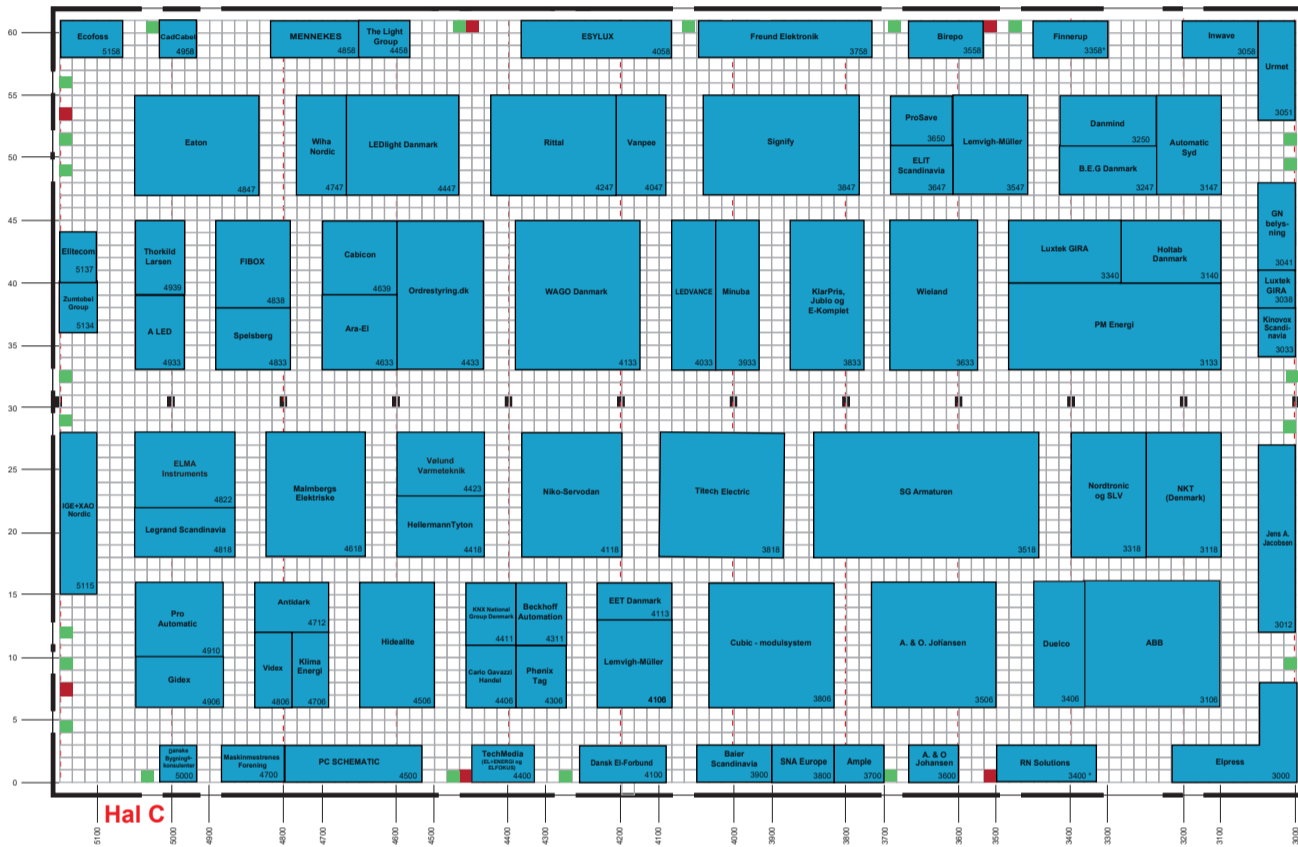 60
Ecofoss
5158
CadCabel
4958
MENNEKES
4858
The Light
Group
4458
ESYLUX
4058
Freund Elektronik
3758
Birepo
3558
Finnerup
3358*
Inwave
3058
Urmet
3051
55
Eaton
4847
Wiha
Nordic
4747
LEDlight Danmark
4447
Rittal
4247
Vanpee
4047
Signify
3847
ProSave
3650
ELIT
Scandinavia
3647
Lemvigh-Müller
3547
Danmind
3250
B.E.G Danmark
3247
Automatic
Syd
3147
50
45
Elitecom
5137
Zumtobel
Group
5134
Thorkild
Larsen
4939
A LED
4933
FIBOX
4838
Spelsberg
4833
Cabicon
4639
Ara-El
4633
Ordrestyring.dk
4433
WAGO Danmark
4133
LEDVANCE
4033
Minuba
3933
KlarPris,
Jublo og
E-Komplet
3833
Wieland
3633
Luxtek GIRA
3340
Holtab
Danmark
3140
PM Energi
3133
GN
belys-
ning
3041
Luxtek
GIRA
3038
Kinovox
Scandi-
navia
3033
40
35
30
25
IGE+XAO
Nordic
5115
ELMA
Instruments
4822
Legrand Scandinavia
4818
Malmbergs
Elektriske
4618
Vølund
Varmeteknik
4423
HellermannTyton
4418
Niko-Servodan
4118
Titech Electric
3818
SG Armaturen
3518
Nordtronic
og SLV
3318
NKT
(Denmark)
3118
Jens A.
Jacobsen
3012
20
15
Pro
Automatic
4910
Gidex
4906
Antidark
4712
Videx
4806
Klima
Energi
4706
Hidealite
4506
KNX National
Group Denmark
4411
Beckhoff
Automation
4311
Carlo Gavazzi
Handel
4406
Phønix
Tag
4306
EET Danmark
4113
Lemvigh-Müller
4106
Cubic - modulsystem
3806
A. & O. Johansen
3506
Duelco
3406
ABB
3106
10
5
Danske
Bygnings-
konsulenter
5000
Maskinmestrenes
Forening
4700
PC SCHEMATIC
4500
TechMedia
(EL+ENERGI og
ELFOKUS)
4400
Dansk El-Forbund
4100
Baier
Scandinavia
3900
SNA Europe
3800
Ample
3700
A. & O
Johansen
3600
RN Solutions
3400 *
Elpress
3000
0
Hal C
5100
5000
4900
4800
4700
4600
4500
4400
4300
4200
4100
4000
3900
3800
3700
3600
3500
3400
3300
3200
3100
3000